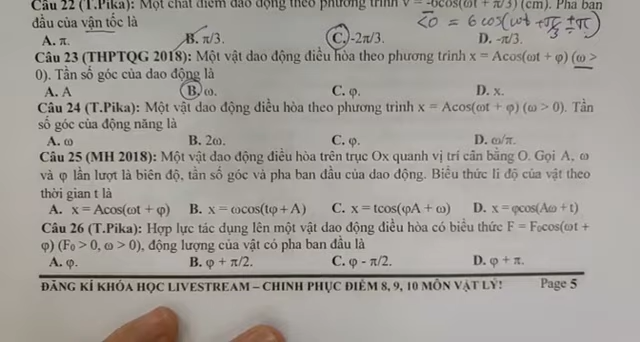 Câu 22 (T.Pika): Một chất điểm dao động theo phương trình v = -6cos(ωt + π/3) (cm). Pha ban
đầu của vận tốc là
<0 = 6cos(ωt + π/3 + π)
A. π. B. π/3. C. -2π/3. D. -π/3.
Câu 23 (THPTQG 2018): Một vật dao động điều hòa theo phương trình x = Acos(ωt + φ) (ω >
0). Tần số góc của dao động là
A. A B. ω. C. φ. D. x.
Câu 24 (T.Pika): Một vật dao động điều hòa theo phương trình x = Acos(ωt + φ) (ω > 0). Tần
số góc của động năng là
A. ω B. 2ω. C. φ. D. ω/π.
Câu 25 (MH 2018): Một vật dao động điều hòa trên trục Ox quanh vị trí cân bằng O. Gọi A, ω
và φ lần lượt là biên độ, tần số góc và pha ban đầu của dao động. Biểu thức li độ của vật theo
thời gian t là
A. x = Acos(ωt + φ) B. x = ωcos(tφ + A) C. x = tcos(φA + ω) D. x = φcos(Aω + t)
Câu 26 (T.Pika): Hợp lực tác dụng lên một vật dao động điều hòa có biểu thức F = F₀cos(ωt +
φ) (F₀ > 0, ω > 0), động lượng của vật có pha ban đầu là
A. φ. B. φ + π/2. C. φ - π/2. D. φ + π.
ĐĂNG KÍ KHÓA HỌC LIVESTREAM – CHINH PHỤC ĐIỂM 8, 9, 10 MÔN VẬT LÝ! Page 5